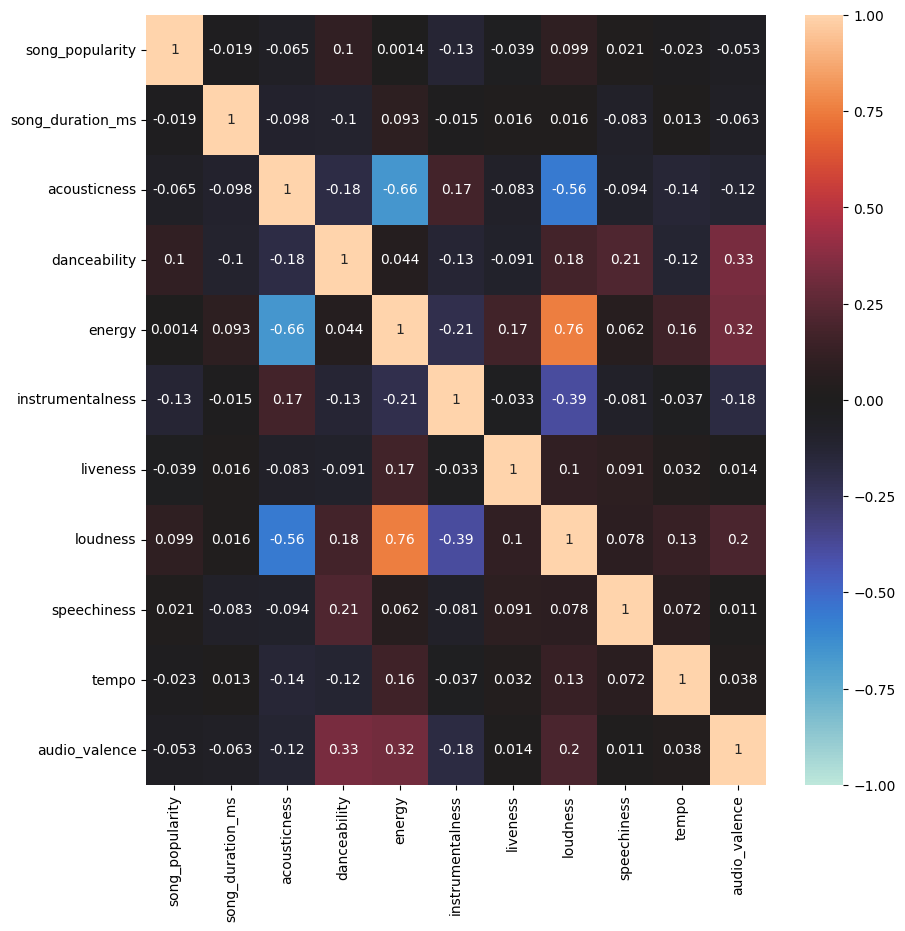 song_popularity 1 -0.019 -0.065 0.1 0.0014 -0.13 -0.039 0.099 0.021 -0.023 -0.053
song_duration_ms -0.019 1 -0.098 -0.1 0.093 -0.015 0.016 0.016 -0.083 0.013 -0.063
acousticness -0.065 -0.098 1 -0.18 -0.66 0.17 -0.083 -0.56 -0.094 -0.14 -0.12
danceability 0.1 -0.1 -0.18 1 0.044 -0.13 -0.091 0.18 0.21 -0.12 0.33
energy 0.0014 0.093 -0.66 0.044 1 -0.21 0.17 0.76 0.062 0.16 0.32
instrumentalness -0.13 -0.015 0.17 -0.13 -0.21 1 -0.033 -0.39 -0.081 -0.037 -0.18
liveness -0.039 0.016 -0.083 -0.091 0.17 -0.033 1 0.1 0.091 0.032 0.014
loudness 0.099 0.016 -0.56 0.18 0.76 -0.39 0.1 1 0.078 0.13 0.2
speechiness 0.021 -0.083 -0.094 0.21 0.062 -0.081 0.091 0.078 1 0.072 0.011
tempo -0.023 0.013 -0.14 -0.12 0.16 -0.037 0.032 0.13 0.072 1 0.038
audio_valence -0.053 -0.063 -0.12 0.33 0.32 -0.18 0.014 0.2 0.011 0.038 1
song_popularity
song_duration_ms
acousticness
danceability
energy
instrumentalness
liveness
loudness
speechiness
tempo
audio_valence
1.00
0.75
0.50
0.25
0.00
−0.25
−0.50
−0.75
−1.00